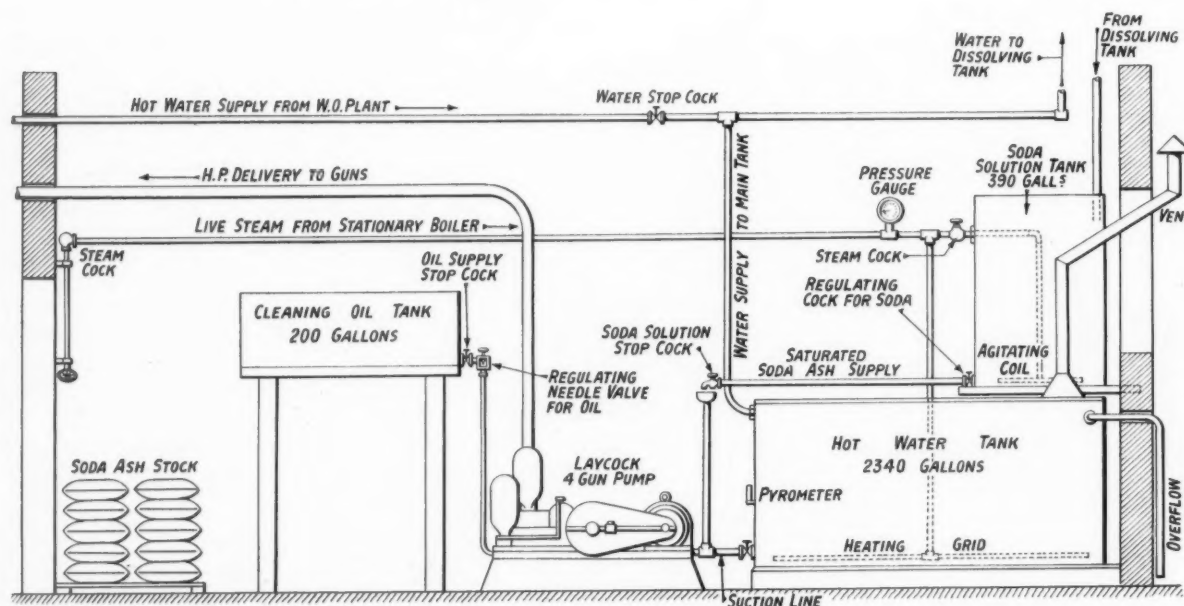 FROM
DISSOLVING
TANK
WATER TO
DISSOLVING
TANK
HOT WATER SUPPLY FROM W.O. PLANT
WATER STOP COCK
H.P. DELIVERY TO GUNS
PRESSURE
GAUGE
SODA
SOLUTION TANK
390 GALLS
VENT
LIVE STEAM FROM STATIONARY BOILER
WATER SUPPLY TO MAIN TANK
STEAM
COCK
OIL SUPPLY
STOP COCK
STEAM COCK
REGULATING
COCK FOR SODA
CLEANING OIL TANK
200 GALLONS
SODA SOLUTION
STOP COCK
SATURATED
SODA ASH SUPPLY
AGITATING
COIL
REGULATING
NEEDLE VALVE
FOR OIL
HOT WATER TANK
2340 GALLONS
SODA ASH STOCK
LAYCOCK
4 GUN PUMP
PYROMETER
OVERFLOW
HEATING GRID
SUCTION LINE